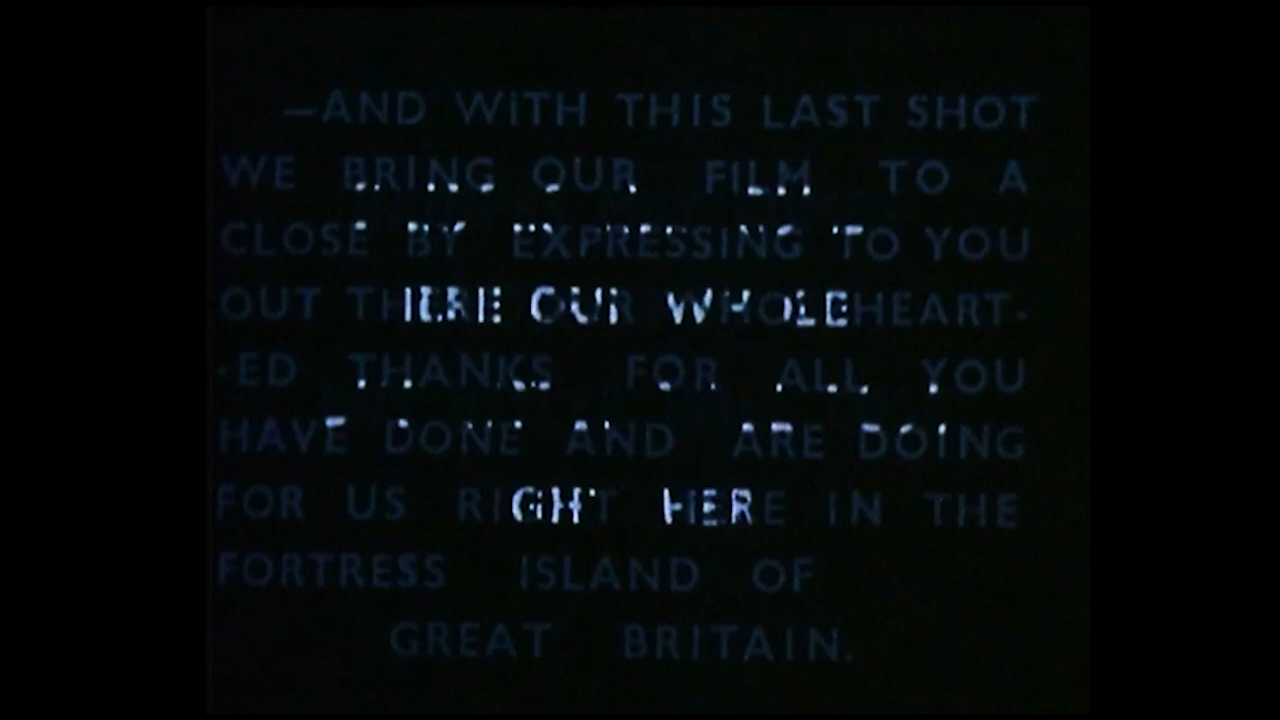 —AND WITH THIS LAST SHOT
WE BRING OUR FILM TO A
CLOSE BY EXPRESSING TO YOU
OUT THERE OUR WHOLEHEART-
-ED THANKS FOR ALL YOU
HAVE DONE AND ARE DOING
FOR US RIGHT HERE IN THE
FORTRESS ISLAND OF
GREAT BRITAIN.